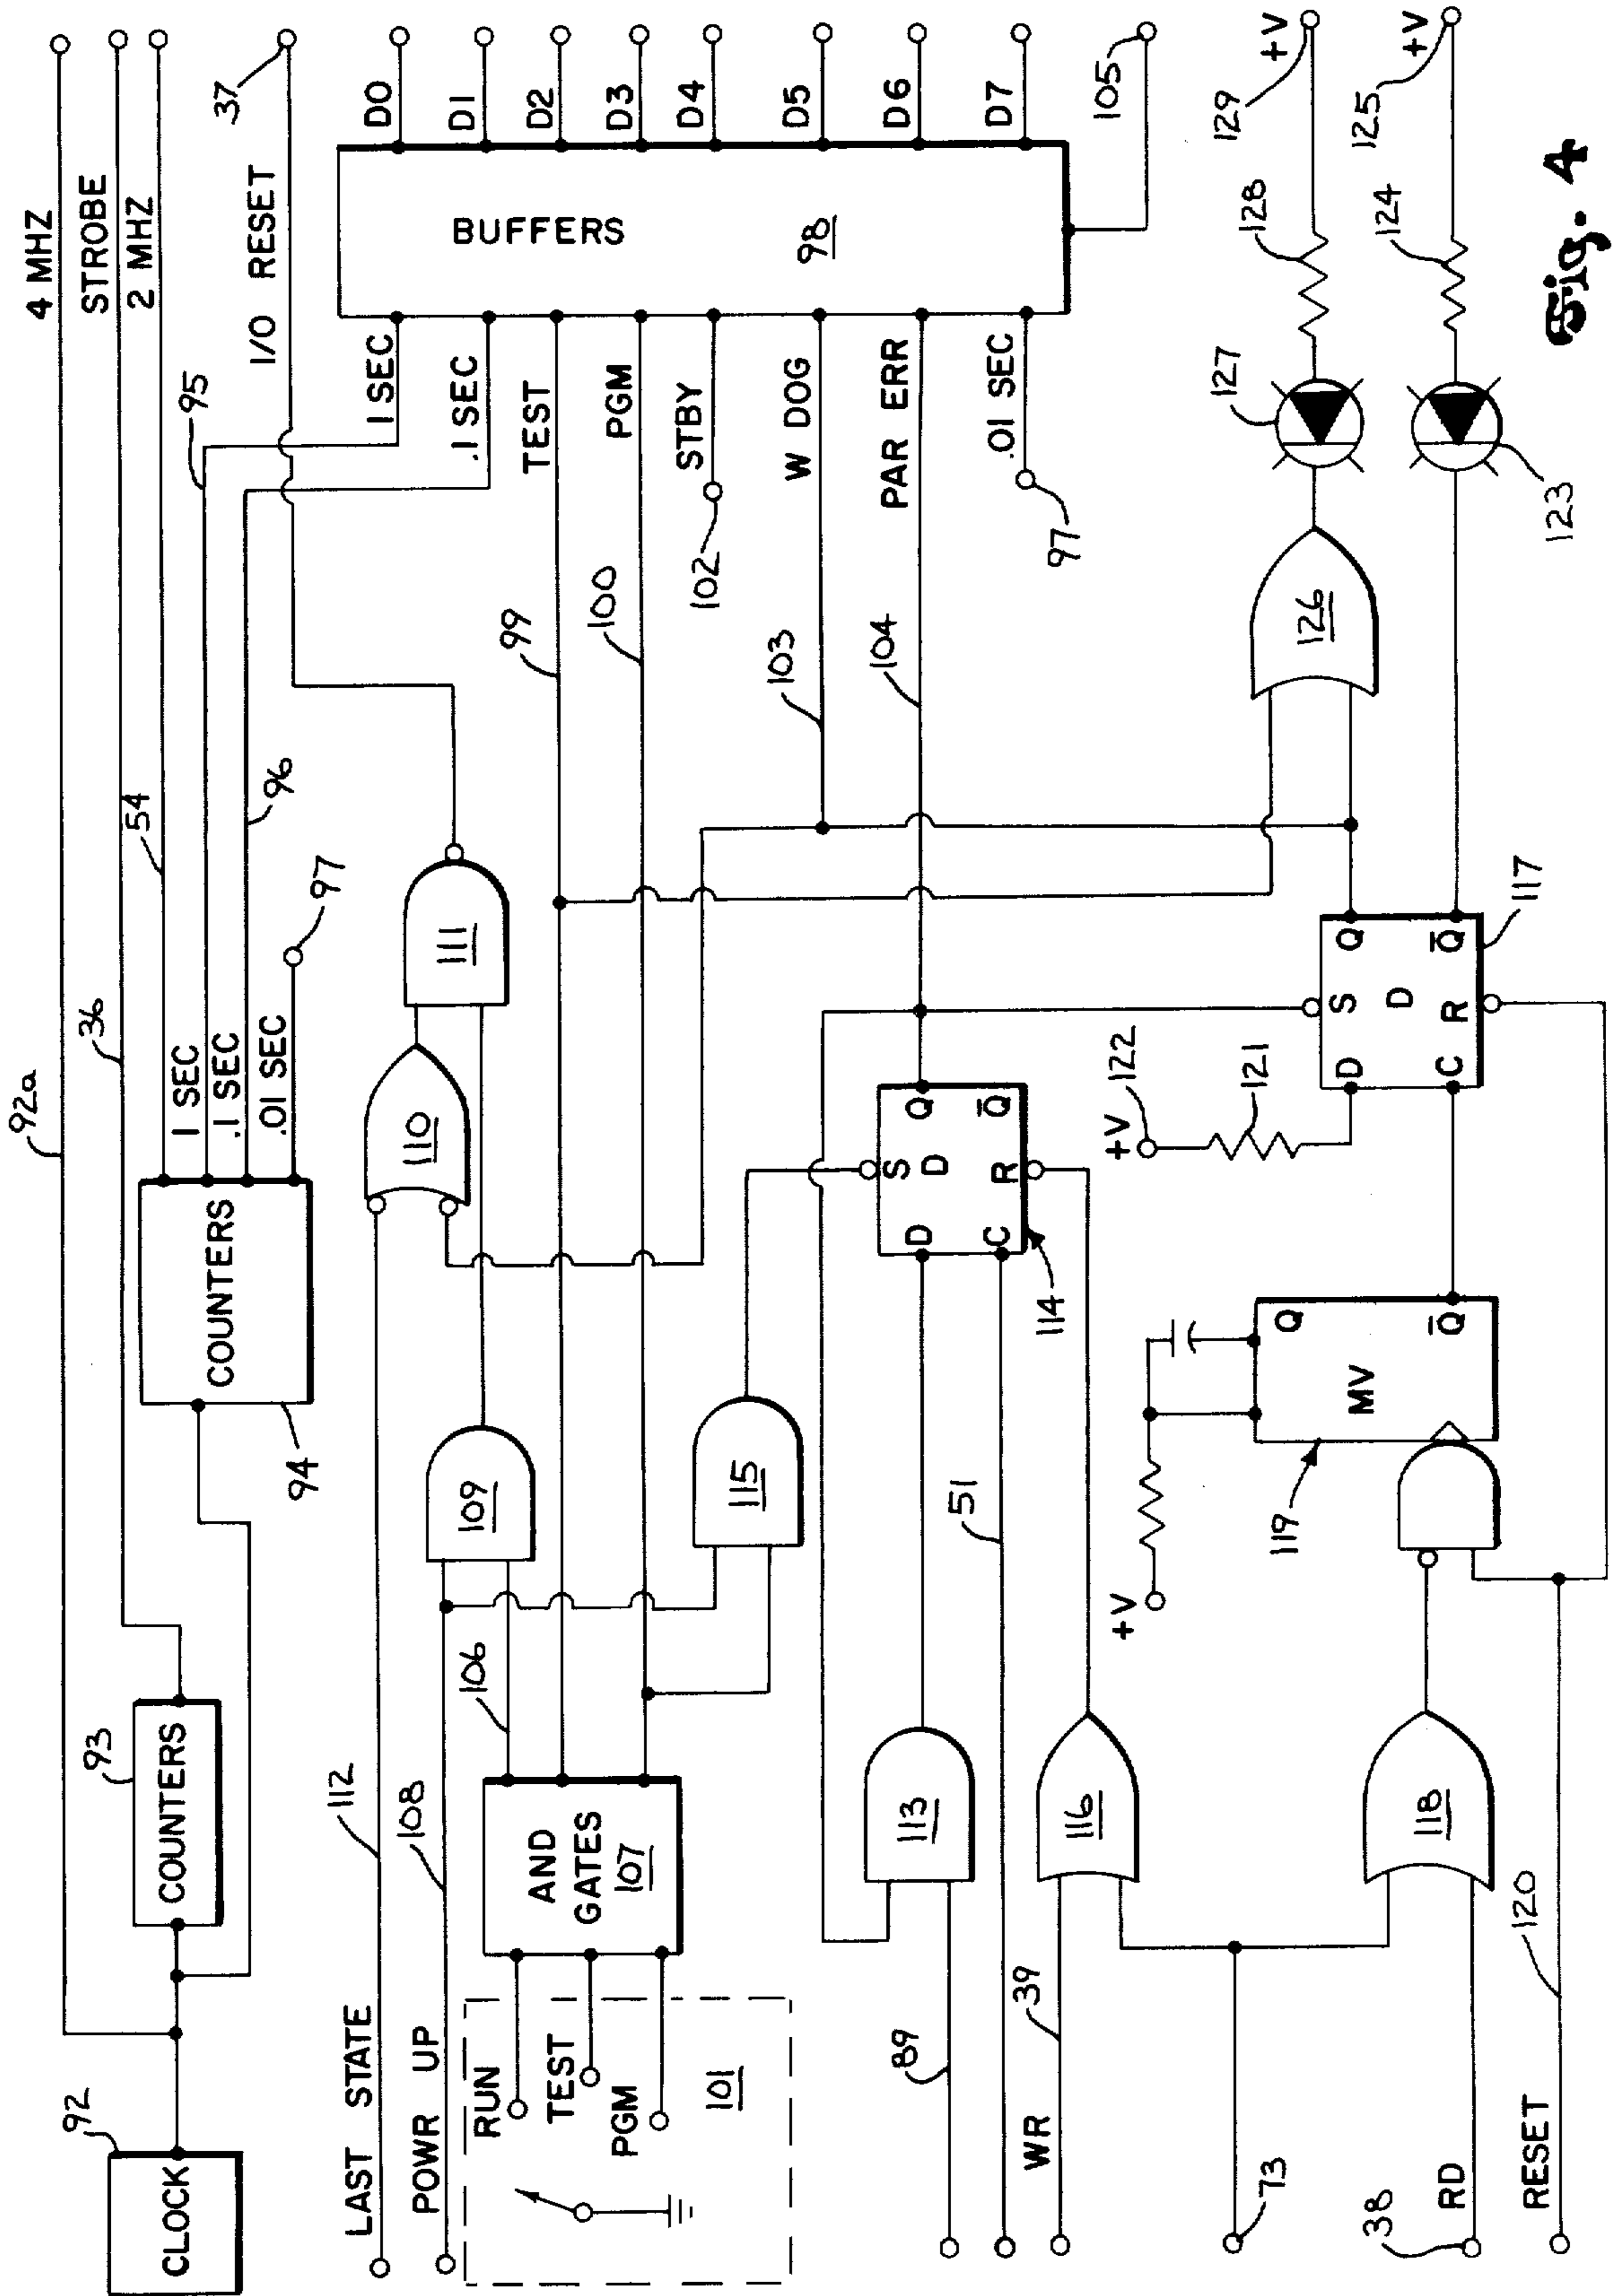 92
CLOCK
92a
4 MHZ
93
COUNTERS
36
STROBE
54
2 MHZ
94
COUNTERS
1 SEC
.1 SEC
.01 SEC
95
96
97
I/O RESET
37
LAST STATE
112
POWR UP
108
RUN
TEST
PGM
101
AND
GATES
107
106
109
110
111
115
99
100
102
103
104
1 SEC
.1 SEC
TEST
PGM
STBY
W DOG
PAR ERR
.01 SEC
97
BUFFERS
98
D0
D1
D2
D3
D4
D5
D6
D7
105
89
113
51
D
S
Q
D
C
R
Q̅
114
WR
39
116
73
RD
38
118
RESET
120
+V
119
MV
Q
Q̅
+V
122
121
D
S
Q
D
C
R
Q̅
117
126
127
128
129
+V
123
124
125
+V
Fig. 4